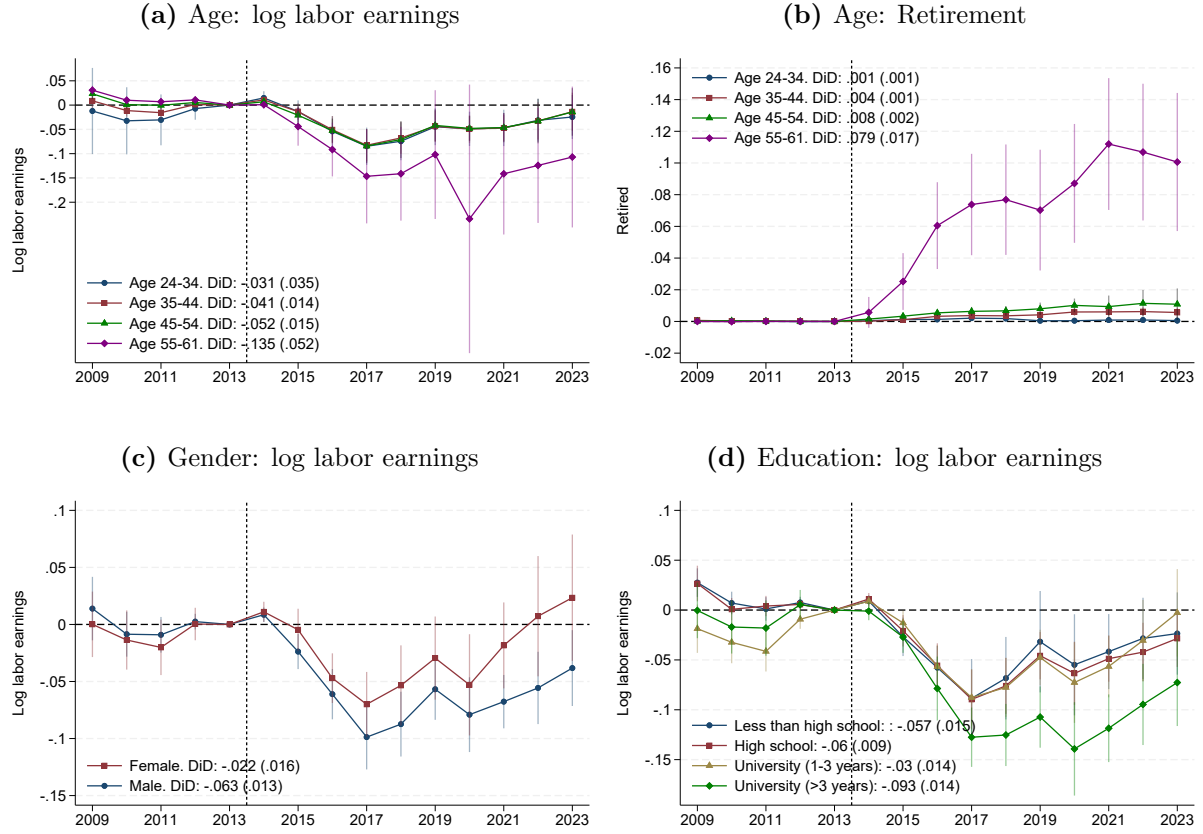 (a) Age: log labor earnings
Log labor earnings
.05
0
-.05
-.1
-.15
-.2
Age 24-34. DiD: -.031 (.035)
Age 35-44. DiD: -.041 (.014)
Age 45-54. DiD: -.052 (.015)
Age 55-61. DiD: -.135 (.052)
2009 2011 2013 2015 2017 2019 2021 2023
(b) Age: Retirement
Retired
.16
.14
.12
.1
.08
.06
.04
.02
0
-.02
Age 24-34. DiD: .001 (.001)
Age 35-44. DiD: .004 (.001)
Age 45-54. DiD: .008 (.002)
Age 55-61. DiD: .079 (.017)
2009 2011 2013 2015 2017 2019 2021 2023
(c) Gender: log labor earnings
Log labor earnings
.1
.05
0
-.05
-.1
-.15
Female. DiD: -.022 (.016)
Male. DiD: -.063 (.013)
2009 2011 2013 2015 2017 2019 2021 2023
(d) Education: log labor earnings
Log labor earnings
.1
.05
0
-.05
-.1
-.15
Less than high school: : -.057 (.015)
High school: -.06 (.009)
University (1-3 years): -.03 (.014)
University (>3 years): -.093 (.014)
2009 2011 2013 2015 2017 2019 2021 2023